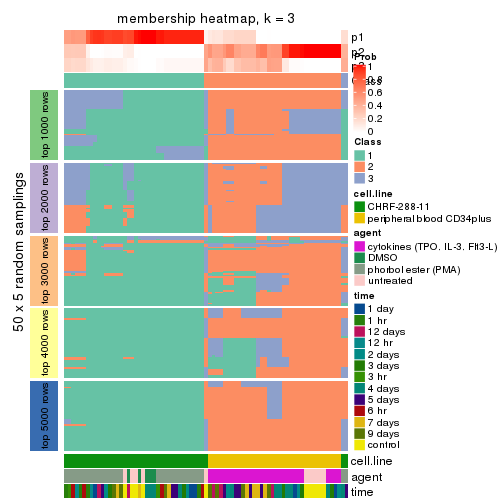 membership heatmap, k = 3
p1
p2
Prob
1
0.8
0.6
0.4
0.2
0
Class
1
2
3
cell.line
CHRF-288-11
peripheral blood CD34plus
agent
cytokines (TPO. IL-3. Flt3-L)
DMSO
phorbol ester (PMA)
untreated
time
1 day
1 hr
12 days
12 hr
2 days
3 days
3 hr
4 days
5 days
6 hr
7 days
9 days
control
50 x 5 random samplings
top 1000 rows
top 2000 rows
top 3000 rows
top 4000 rows
top 5000 rows
cell.line
agent
time